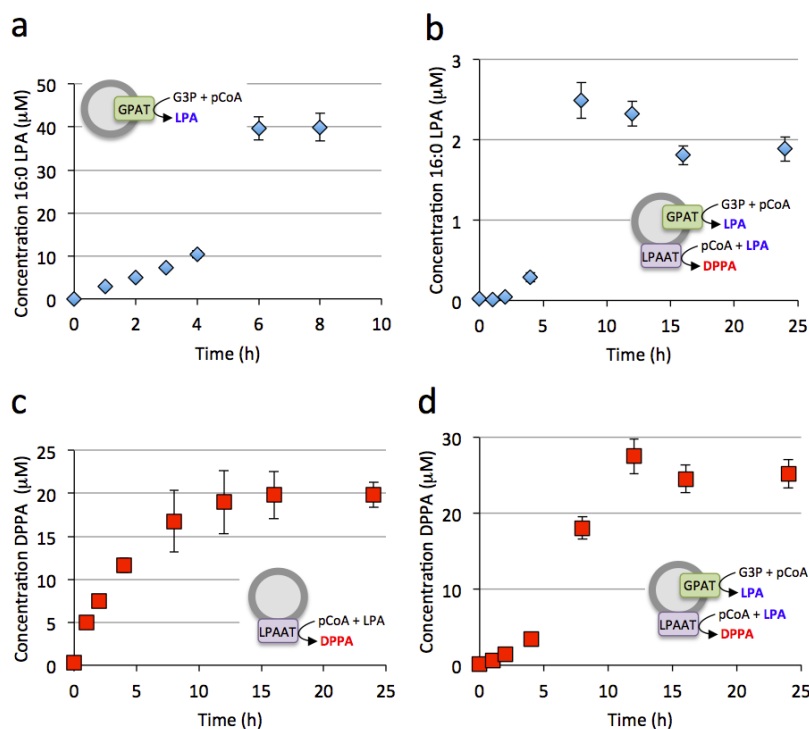 a
Concentration 16:0 LPA (µM)
50
40
30
20
10
0
0 2 4 6 8 10
Time (h)
GPAT
G3P + pCoA
LPA
b
Concentration 16:0 LPA (µM)
3
2
1
0
0 5 10 15 20 25
Time (h)
GPAT
G3P + pCoA
LPA
LPAAT
pCoA + LPA
DPPA
c
Concentration DPPA (µM)
25
20
15
10
5
0
0 5 10 15 20 25
Time (h)
LPAAT
pCoA + LPA
DPPA
d
Concentration DPPA (µM)
30
20
10
0
0 5 10 15 20 25
Time (h)
GPAT
G3P + pCoA
LPA
LPAAT
pCoA + LPA
DPPA